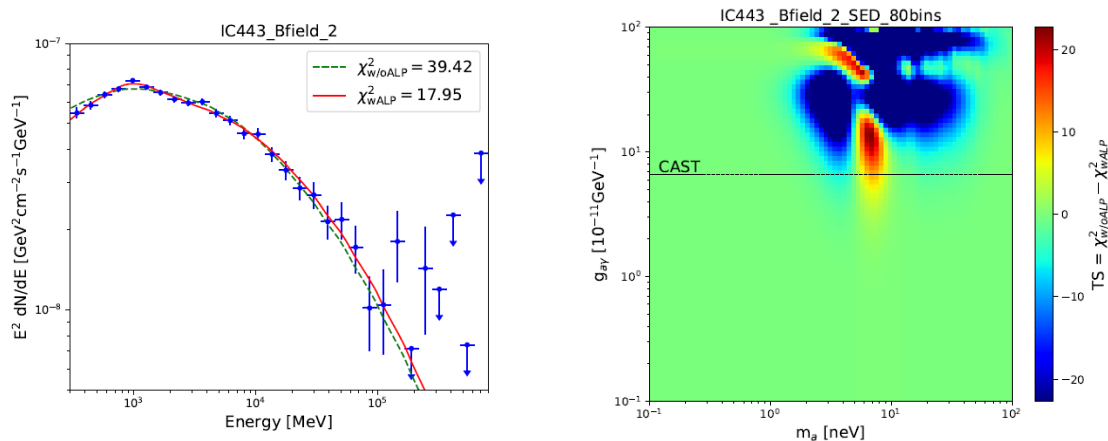 IC443_Bfield_2
10⁻⁷
10⁻⁸
E² dN/dE [GeV²cm⁻²s⁻¹GeV⁻¹]
χ²w/oALP = 39.42
χ²wALP = 17.95
10³ 10⁴ 10⁵
Energy [MeV]
IC443 _Bfield_2_SED_80bins
10²
10¹
10⁰
10⁻¹
gaγ [10⁻¹¹GeV⁻¹]
CAST
10⁻¹ 10⁰ 10¹ 10²
ma [neV]
20
10
0
−10
−20
TS = χ²w/oALP − χ²wALP